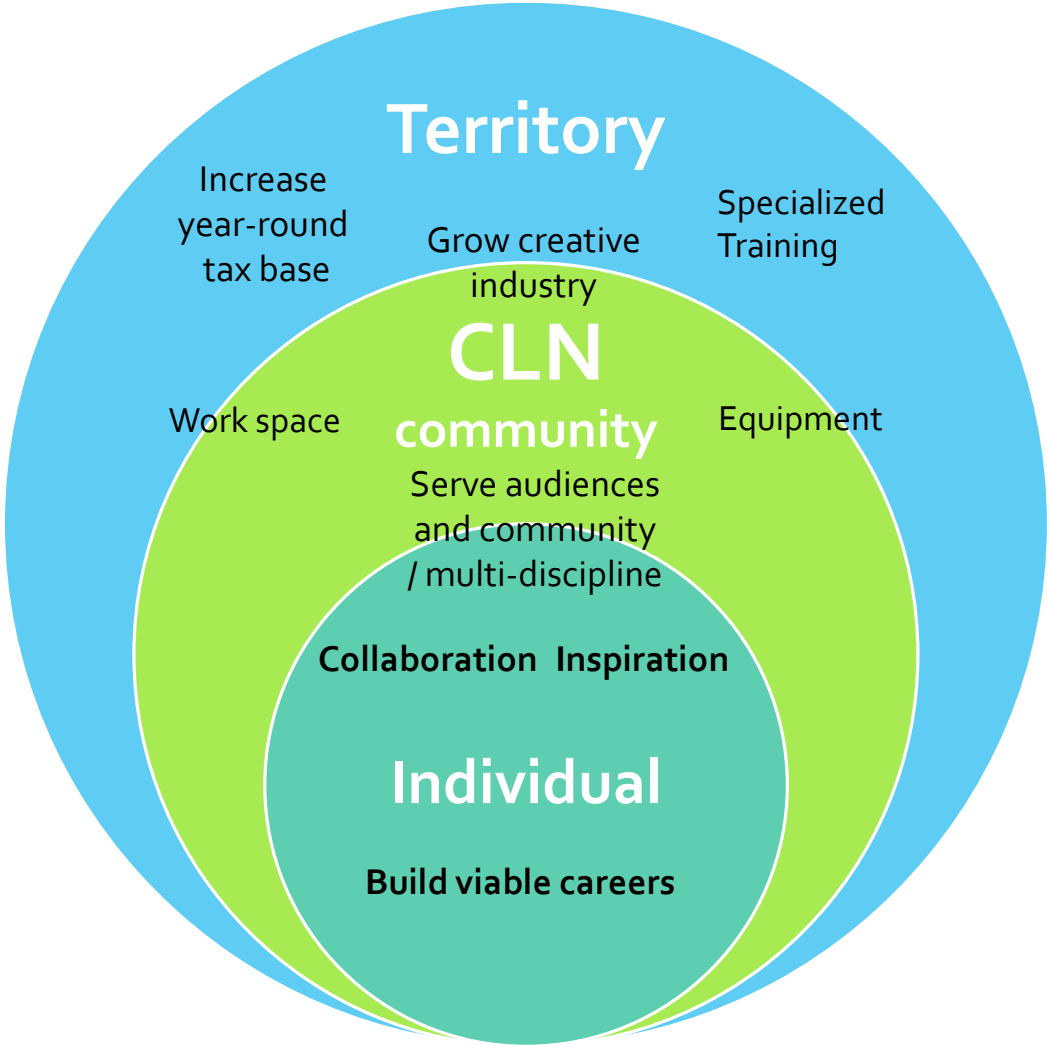 Territory
Increase
year-round
tax base
Grow creative
industry
Specialized
Training
CLN
community
Work space
Equipment
Serve audiences
and community
/ multi-discipline
Collaboration Inspiration
Individual
Build viable careers